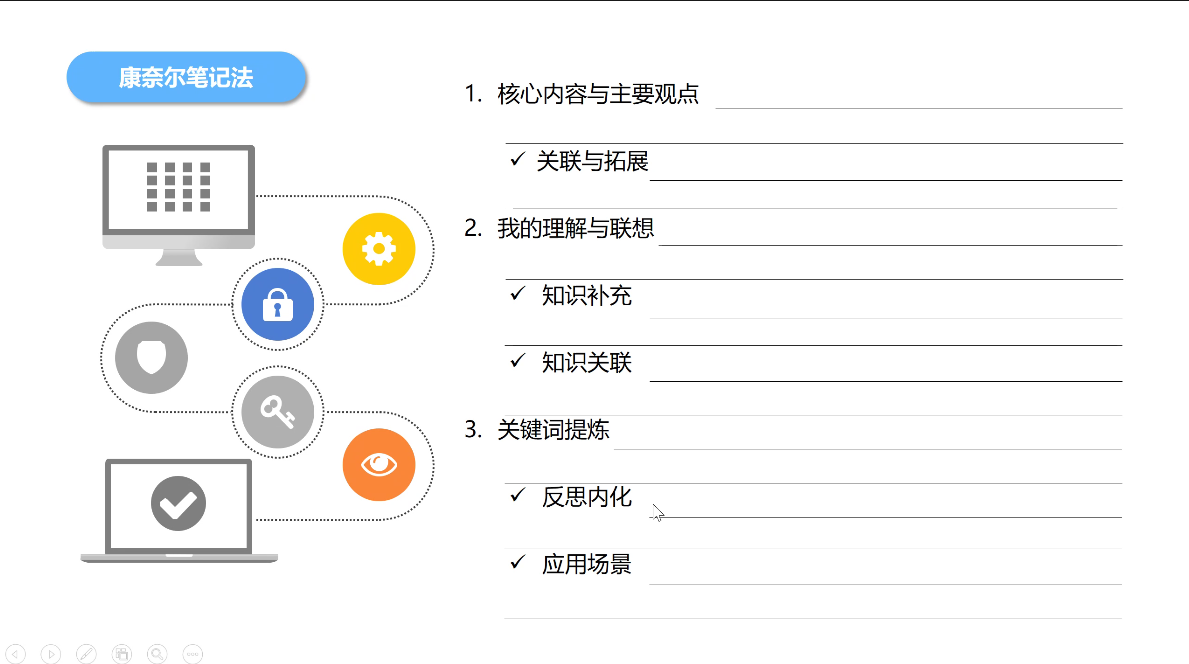 康奈尔笔记法
1. 核心内容与主要观点
✓ 关联与拓展
2. 我的理解与联想
✓ 知识补充
✓ 知识关联
3. 关键词提炼
✓ 反思内化
✓ 应用场景